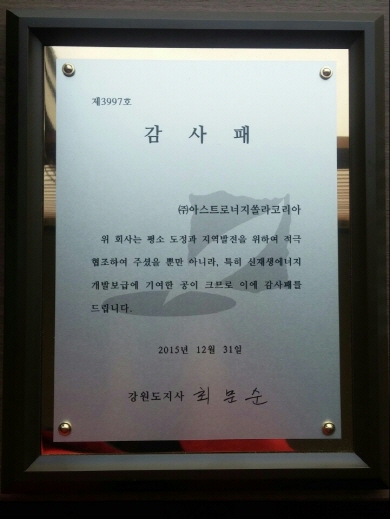 제3997호
감 사 패
㈜아스트로너지쏠라코리아
위 회사는 평소 도정과 지역발전을 위하여 적극
협조하여 주셨을 뿐만 아니라, 특히 신재생에너지
개발보급에 기여한 공이 크므로 이에 감사패를
드립니다.
2015년 12월 31일
강원도지사 최문순